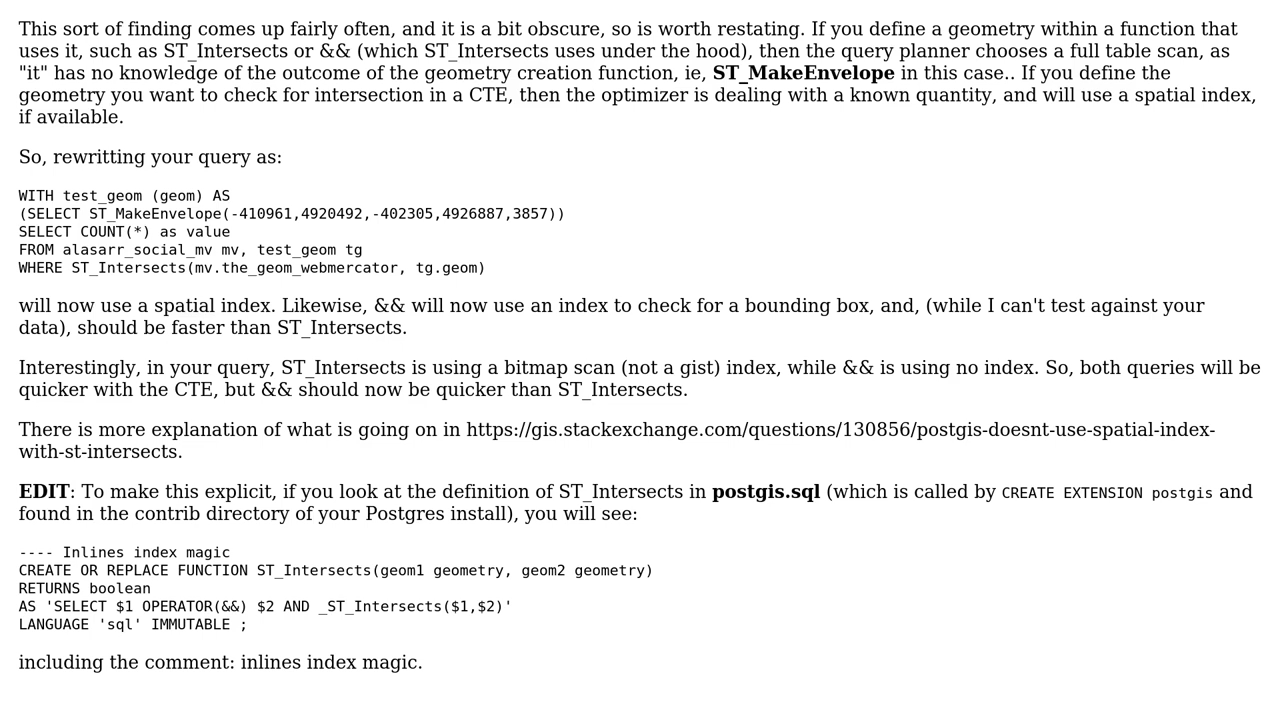 This sort of finding comes up fairly often, and it is a bit obscure, so is worth restating. If you define a geometry within a function that
uses it, such as ST_Intersects or && (which ST_Intersects uses under the hood), then the query planner chooses a full table scan, as
"it" has no knowledge of the outcome of the geometry creation function, ie, ST_MakeEnvelope in this case.. If you define the
geometry you want to check for intersection in a CTE, then the optimizer is dealing with a known quantity, and will use a spatial index,
if available.
So, rewritting your query as:
WITH test_geom (geom) AS
(SELECT ST_MakeEnvelope(-410961,4920492,-402305,4926887,3857))
SELECT COUNT(*) as value
FROM alasarr_social_mv mv, test_geom tg
WHERE ST_Intersects(mv.the_geom_webmercator, tg.geom)
will now use a spatial index. Likewise, && will now use an index to check for a bounding box, and, (while I can't test against your
data), should be faster than ST_Intersects.
Interestingly, in your query, ST_Intersects is using a bitmap scan (not a gist) index, while && is using no index. So, both queries will be
quicker with the CTE, but && should now be quicker than ST_Intersects.
There is more explanation of what is going on in https://gis.stackexchange.com/questions/130856/postgis-doesnt-use-spatial-index-
with-st-intersects.
EDIT: To make this explicit, if you look at the definition of ST_Intersects in postgis.sql (which is called by CREATE EXTENSION postgis and
found in the contrib directory of your Postgres install), you will see:
---- Inlines index magic
CREATE OR REPLACE FUNCTION ST_Intersects(geom1 geometry, geom2 geometry)
RETURNS boolean
AS 'SELECT $1 OPERATOR(&&) $2 AND _ST_Intersects($1,$2)'
LANGUAGE 'sql' IMMUTABLE ;
including the comment: inlines index magic.